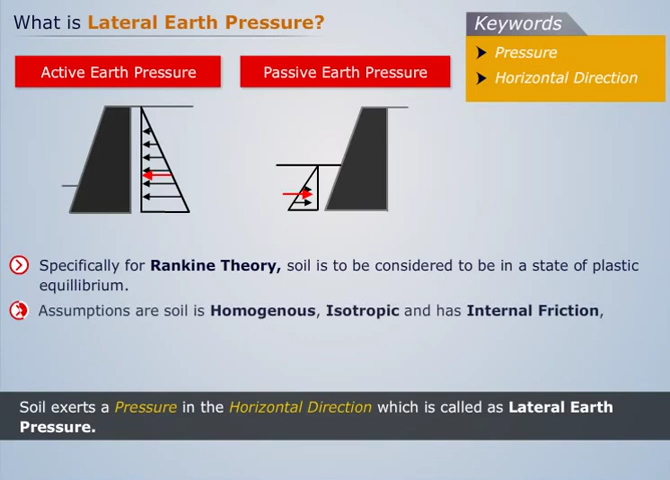 What is Lateral Earth Pressure?
Keywords
Pressure
Horizontal Direction
Active Earth Pressure
Passive Earth Pressure
Specifically for Rankine Theory, soil is to be considered to be in a state of plastic
equillibrium.
Assumptions are soil is Homogenous, Isotropic and has Internal Friction,
Soil exerts a Pressure in the Horizontal Direction which is called as Lateral Earth
Pressure.